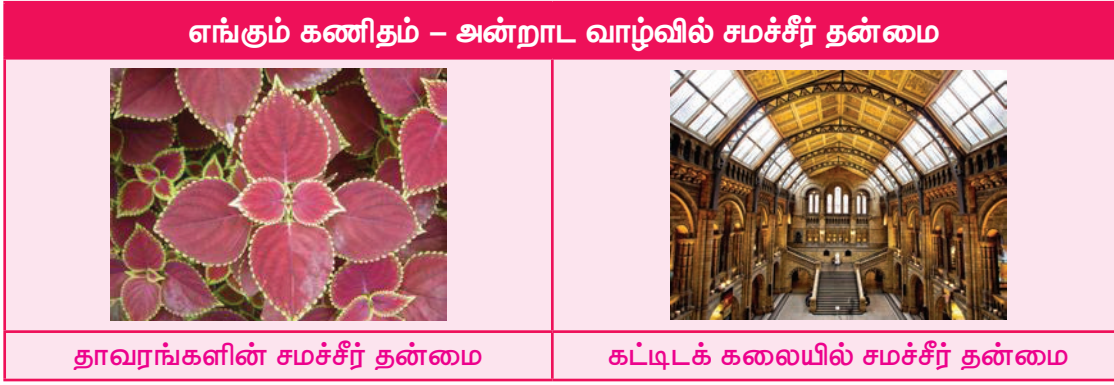 எங்கும் கணிதம் – அன்றாட வாழ்வில் சமச்சீர் தன்மை
தாவரங்களின் சமச்சீர் தன்மை
கட்டிடக் கலையில் சமச்சீர் தன்மை